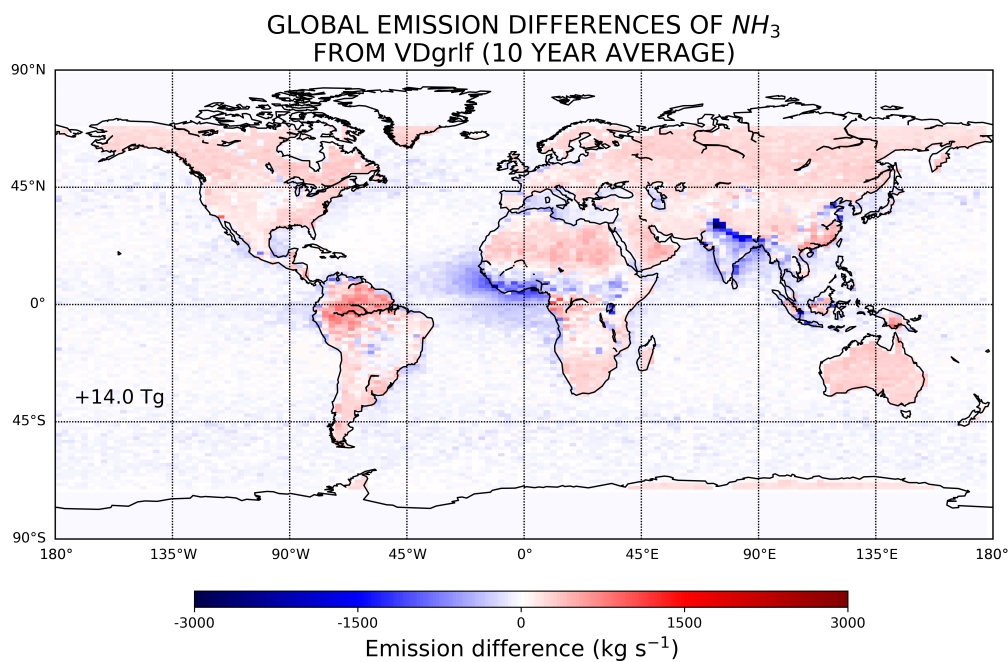 GLOBAL EMISSION DIFFERENCES OF NH₃
FROM VDgrlf (10 YEAR AVERAGE)
90°N
45°N
0°
+14.0 Tg
45°S
90°S
180° 135°W 90°W 45°W 0° 45°E 90°E 135°E 180°
-3000 -1500 0 1500 3000
Emission difference (kg s⁻¹)